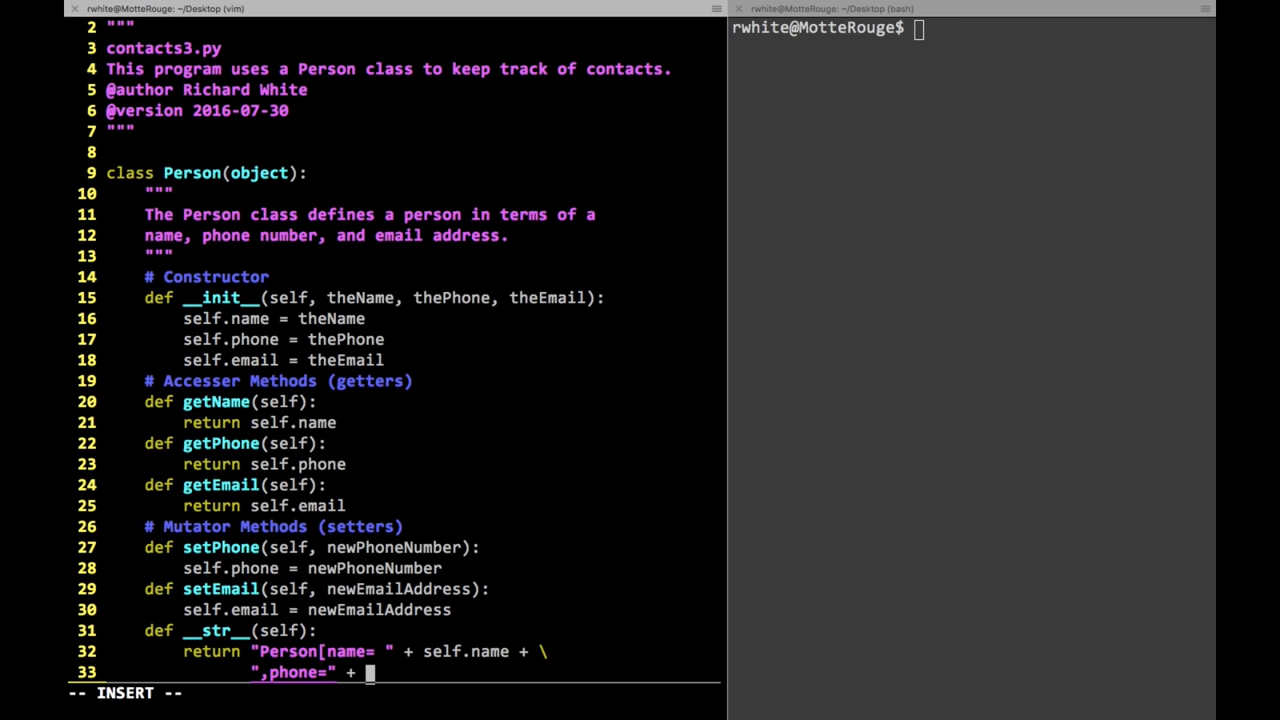 rwhite@MotteRouge: ~/Desktop (vim)
2 """
3 contacts3.py
4 This program uses a Person class to keep track of contacts.
5 @author Richard White
6 @version 2016-07-30
7 """
8
9 class Person(object):
10     """
11     The Person class defines a person in terms of a
12     name, phone number, and email address.
13     """
14     # Constructor
15     def __init__(self, theName, thePhone, theEmail):
16         self.name = theName
17         self.phone = thePhone
18         self.email = theEmail
19     # Accesser Methods (getters)
20     def getName(self):
21         return self.name
22     def getPhone(self):
23         return self.phone
24     def getEmail(self):
25         return self.email
26     # Mutator Methods (setters)
27     def setPhone(self, newPhoneNumber):
28         self.phone = newPhoneNumber
29     def setEmail(self, newEmailAddress):
30         self.email = newEmailAddress
31     def __str__(self):
32         return "Person[name= " + self.name + \
33                ",phone=" +
-- INSERT --
rwhite@MotteRouge: ~/Desktop (bash)
rwhite@MotteRouge$